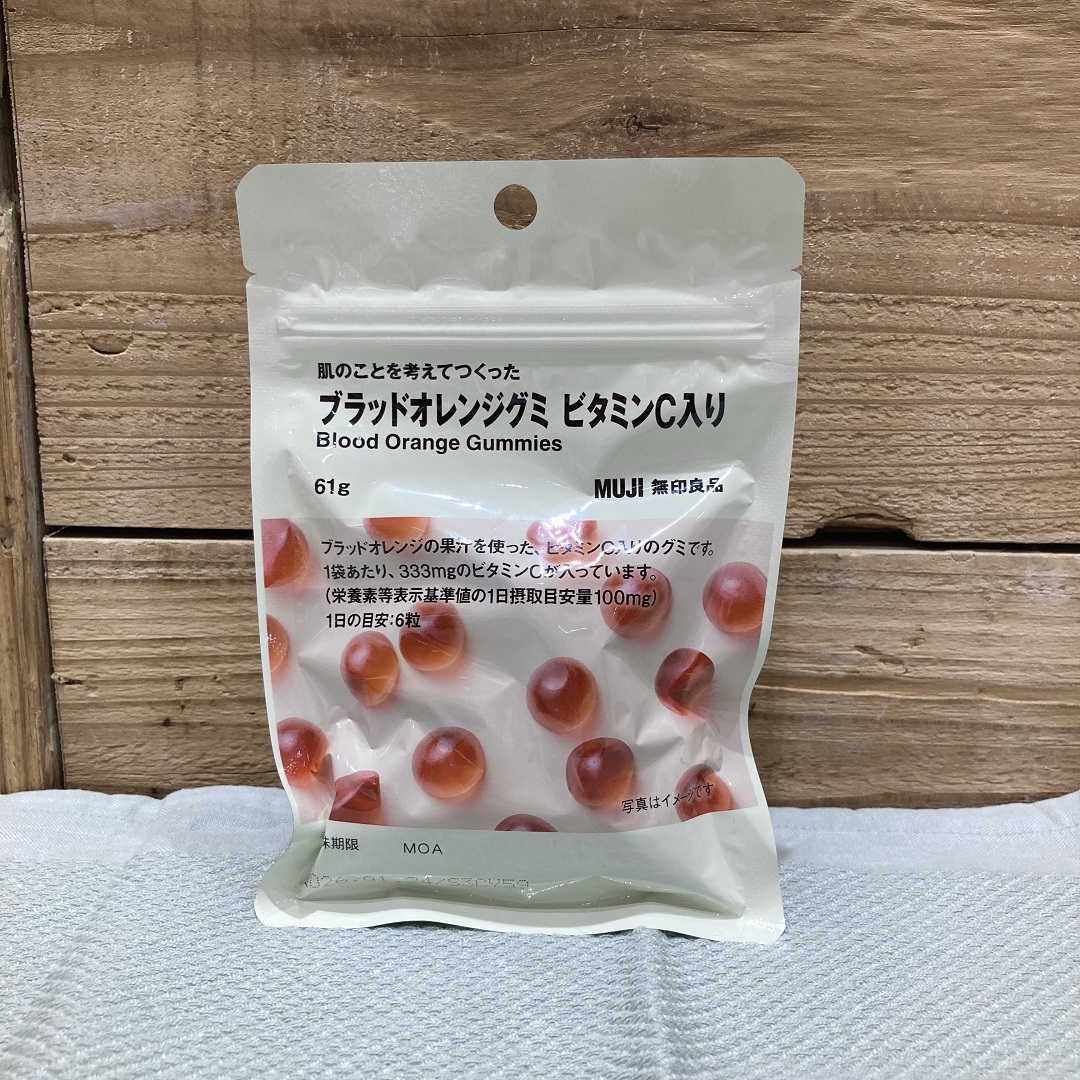 肌のことを考えてつくった
ブラッドオレンジグミ ビタミンC入り
Blood Orange Gummies
61g
MUJI 無印良品
ブラッドオレンジの果汁を使った、ビタミンC入りのグミです。
1袋あたり、333mgのビタミンCが入っています。
(栄養素等表示基準値の1日摂取目安量100mg)
1日の目安:6粒
写真はイメージです
味期限 MOA